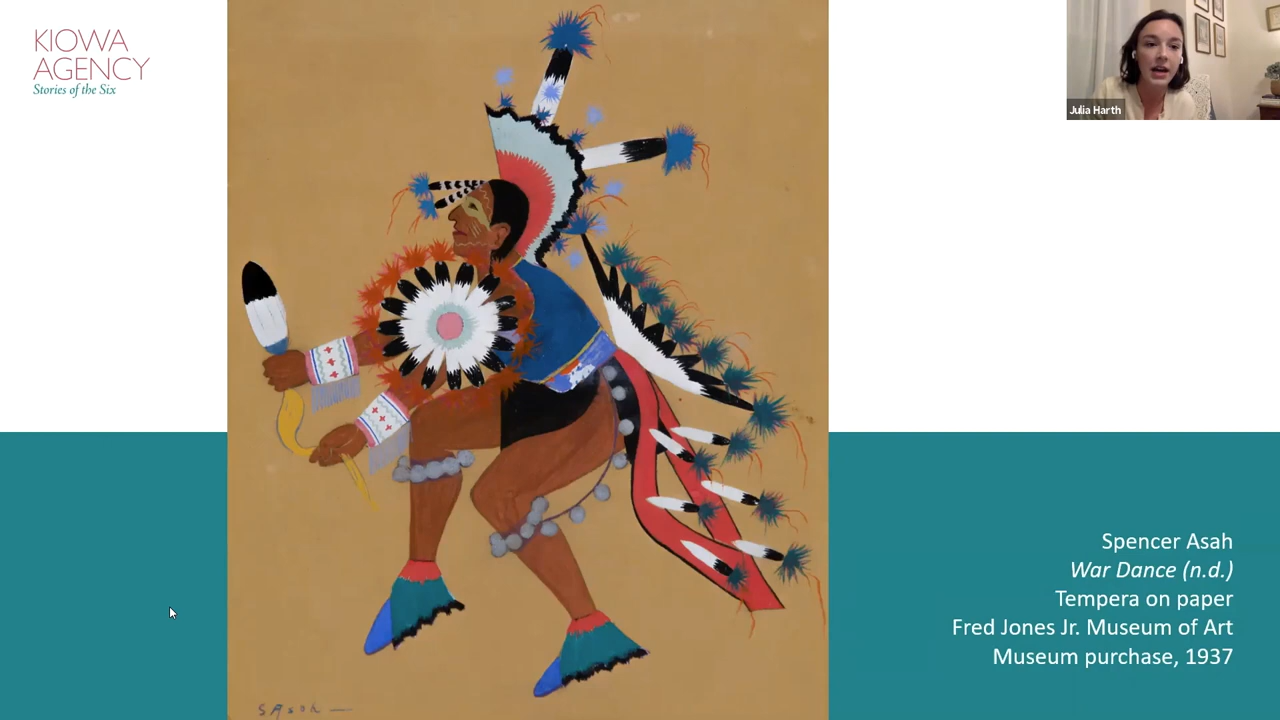 KIOWA
AGENCY
Stories of the Six
Julia Harth
Spencer Asah
War Dance (n.d.)
Tempera on paper
Fred Jones Jr. Museum of Art
Museum purchase, 1937
SAsah